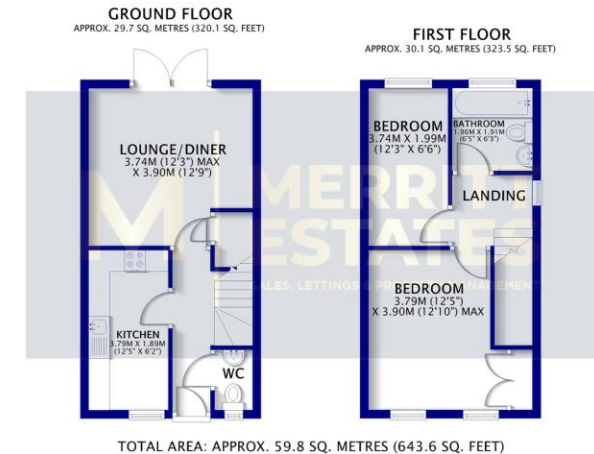 GROUND FLOOR
APPROX. 29.7 SQ. METRES (320.1 SQ. FEET)
LOUNGE/DINER
3.74M (12'3") MAX
X 3.90M (12'9")
KITCHEN
3.79M X 1.89M
(12'5" X 6'2")
WC
FIRST FLOOR
APPROX. 30.1 SQ. METRES (323.5 SQ. FEET)
BEDROOM
3.74M X 1.99M
(12'3" X 6'6")
BATHROOM
1.96M X 1.91M
(6'5" X 6'3")
LANDING
BEDROOM
3.79M (12'5")
X 3.90M (12'10") MAX
M
MERRITT
ESTATES
SALES, LETTINGS & PROPERTY MANAGEMENT
TOTAL AREA: APPROX. 59.8 SQ. METRES (643.6 SQ. FEET)